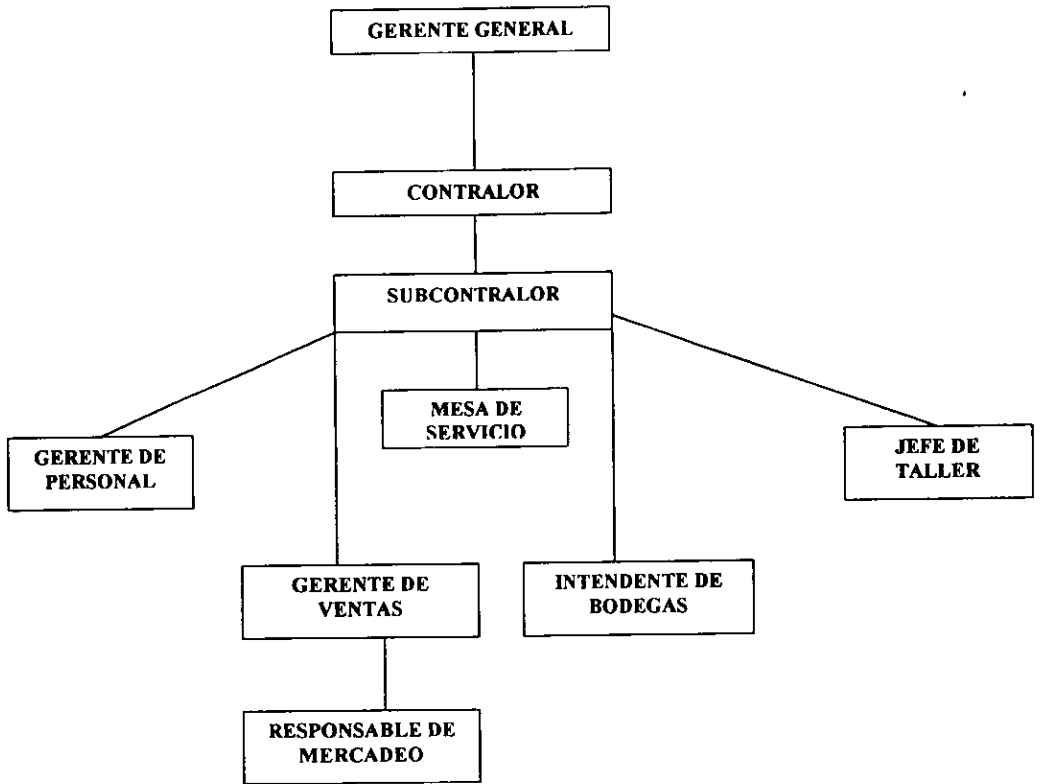 GERENTE GENERAL
CONTRALOR
SUBCONTRALOR
MESA DE
SERVICIO
GERENTE DE
PERSONAL
JEFE DE
TALLER
GERENTE DE
VENTAS
INTENDENTE DE
BODEGAS
RESPONSABLE DE
MERCADEO